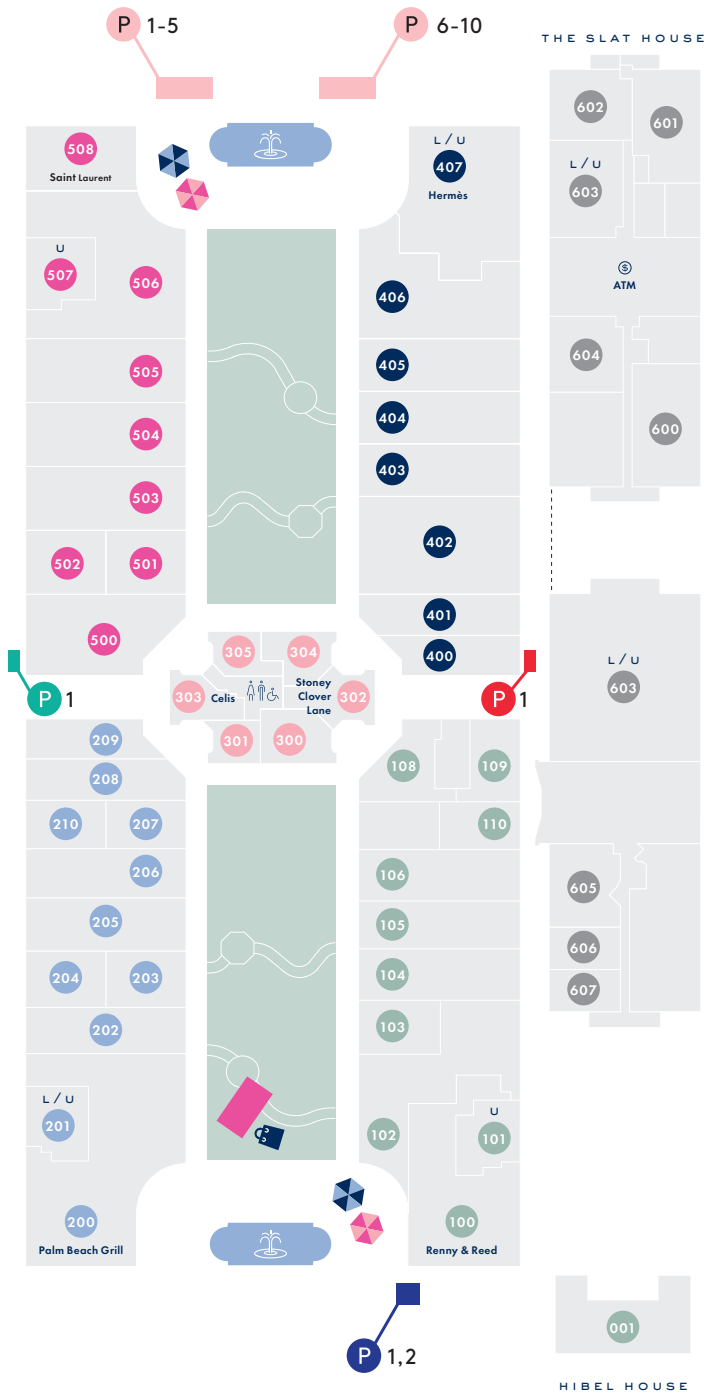 P 1-5
P 6-10
THE SLAT HOUSE
602
601
L / U
603
ATM
604
600
508
Saint Laurent
L / U
407
Hermès
U
507
506
406
505
405
504
404
503
403
502
501
402
500
401
400
305
304
303
Celis
Stoney
Clover
Lane
302
301
300
P 1
P 1
L / U
603
209
208
210
207
206
205
204
203
202
L / U
201
200
Palm Beach Grill
108
109
110
106
105
104
103
102
U
101
100
Renny & Reed
605
606
607
P 1,2
001
HIBEL HOUSE